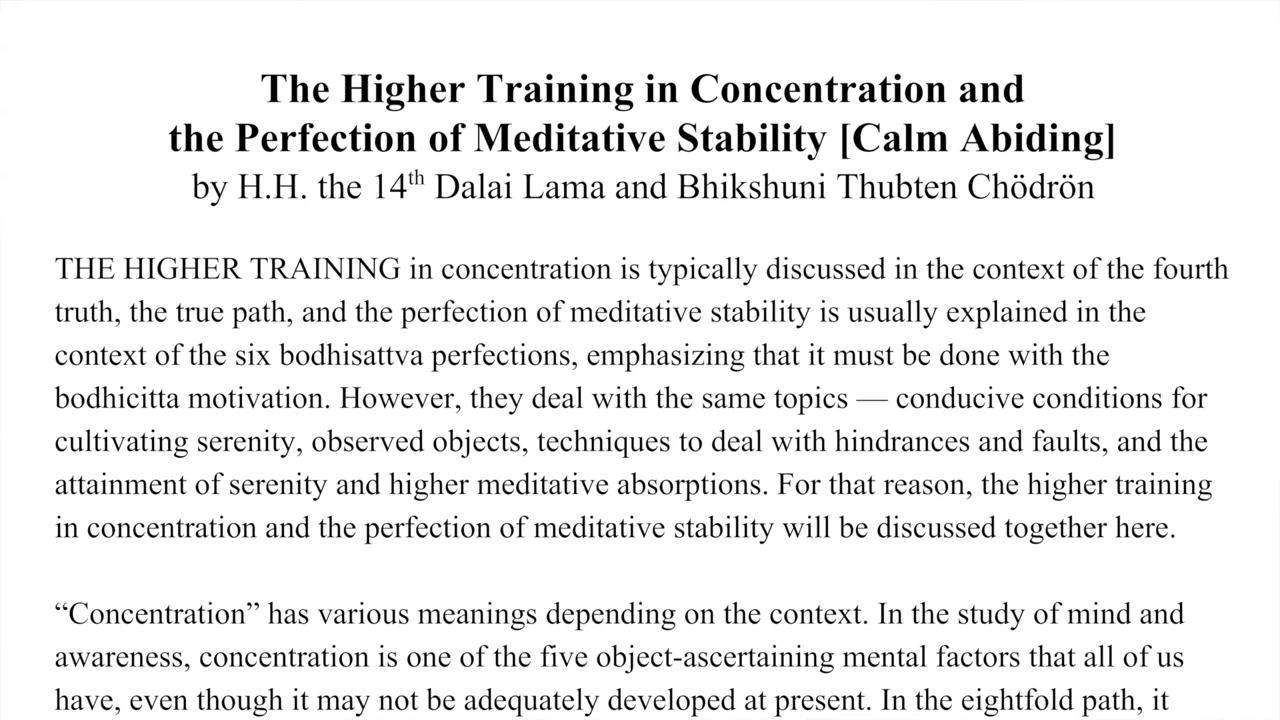 The Higher Training in Concentration and
the Perfection of Meditative Stability [Calm Abiding]
by H.H. the 14th Dalai Lama and Bhikshuni Thubten Chödrön
THE HIGHER TRAINING in concentration is typically discussed in the context of the fourth
truth, the true path, and the perfection of meditative stability is usually explained in the
context of the six bodhisattva perfections, emphasizing that it must be done with the
bodhicitta motivation. However, they deal with the same topics — conducive conditions for
cultivating serenity, observed objects, techniques to deal with hindrances and faults, and the
attainment of serenity and higher meditative absorptions. For that reason, the higher training
in concentration and the perfection of meditative stability will be discussed together here.
“Concentration” has various meanings depending on the context. In the study of mind and
awareness, concentration is one of the five object-ascertaining mental factors that all of us
have, even though it may not be adequately developed at present. In the eightfold path, it